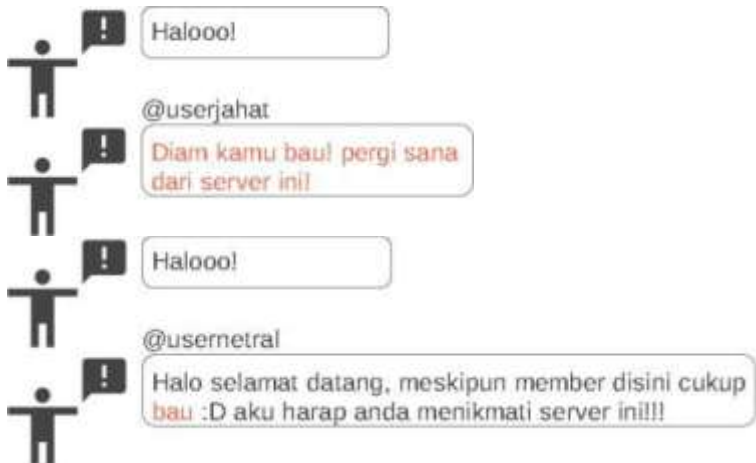 Halooo!
@userjahat
Diam kamu bau! pergi sana
dari server ini!
Halooo!
@usernetral
Halo selamat datang, meskipun member disini cukup
bau :D aku harap anda menikmati server ini!!!